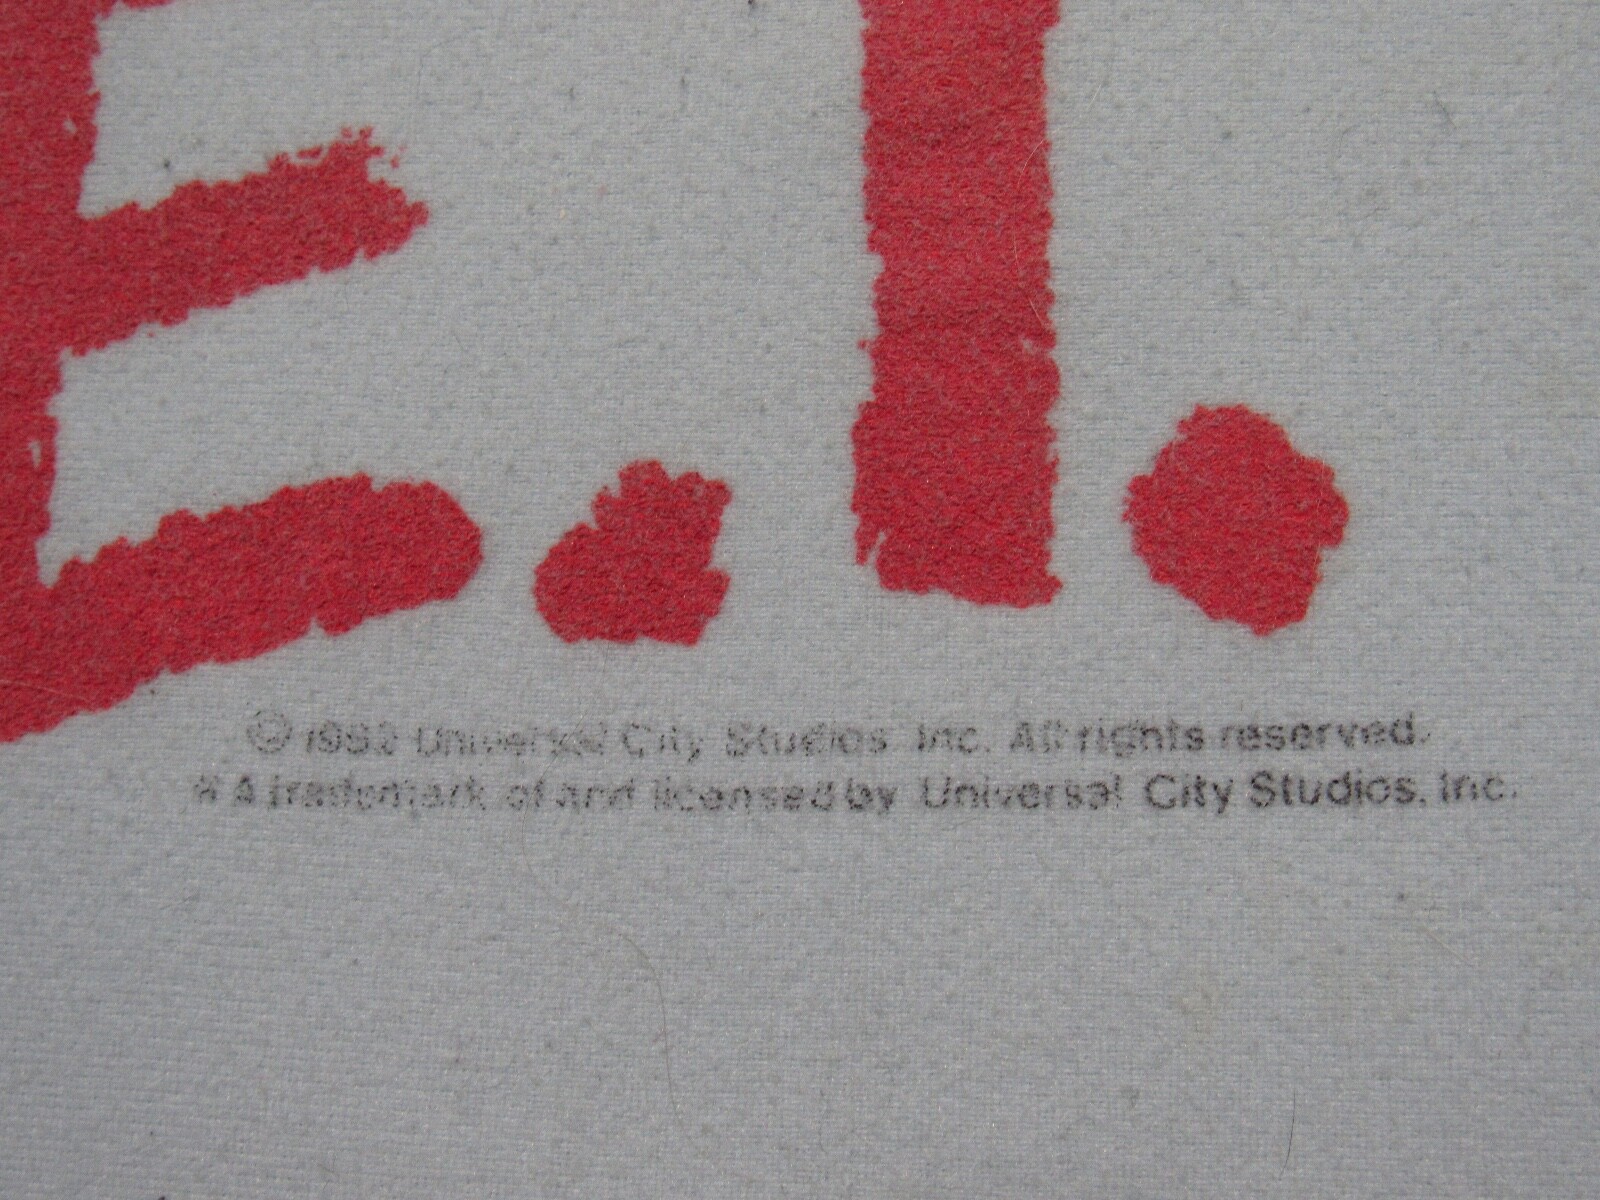 E.T.
© 1982 Universal City Studios, Inc. All rights reserved.
* A trademark of and licensed by Universal City Studios, Inc.